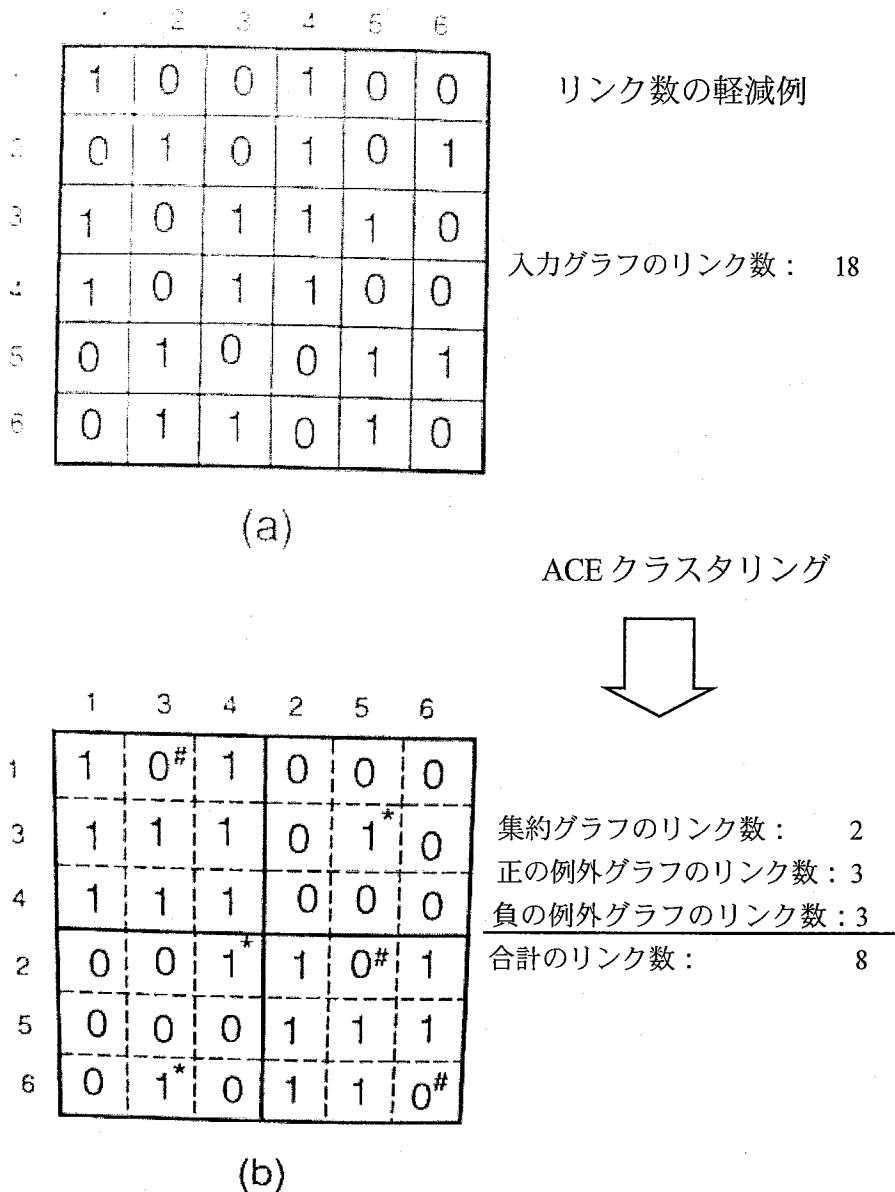 2 3 4 5 6
1 0 0 1 0 0
リンク数の軽減例
2 0 1 0 1 0 1
3 1 0 1 1 1 0
入力グラフのリンク数： 18
4 1 0 1 1 0 0
5 0 1 0 0 1 1
6 0 1 1 0 1 0
(a)
ACEクラスタリング
1 3 4 2 5 6
1 1 0# 1 0 0 0
3 1 1 1 0 1* 0
集約グラフのリンク数： 2
正の例外グラフのリンク数：3
4 1 1 1 0 0 0
負の例外グラフのリンク数：3
2 0 0 1* 1 0# 1
合計のリンク数： 8
5 0 0 0 1 1 1
6 0 1* 0 1 1 0#
(b)